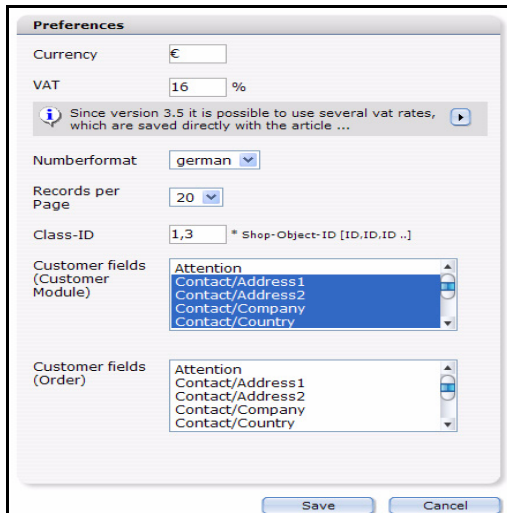 Preferences
Currency €
VAT 16 %
Since version 3.5 it is possible to use several vat rates,
which are saved directly with the article ...
Numberformat german
Records per
Page 20
Class-ID 1,3 * Shop-Object-ID [ID,ID,ID ..]
Customer fields
(Customer
Module)
Attention
Contact/Address1
Contact/Address2
Contact/Company
Contact/Country
Customer fields
(Order)
Attention
Contact/Address1
Contact/Address2
Contact/Company
Contact/Country
Save Cancel